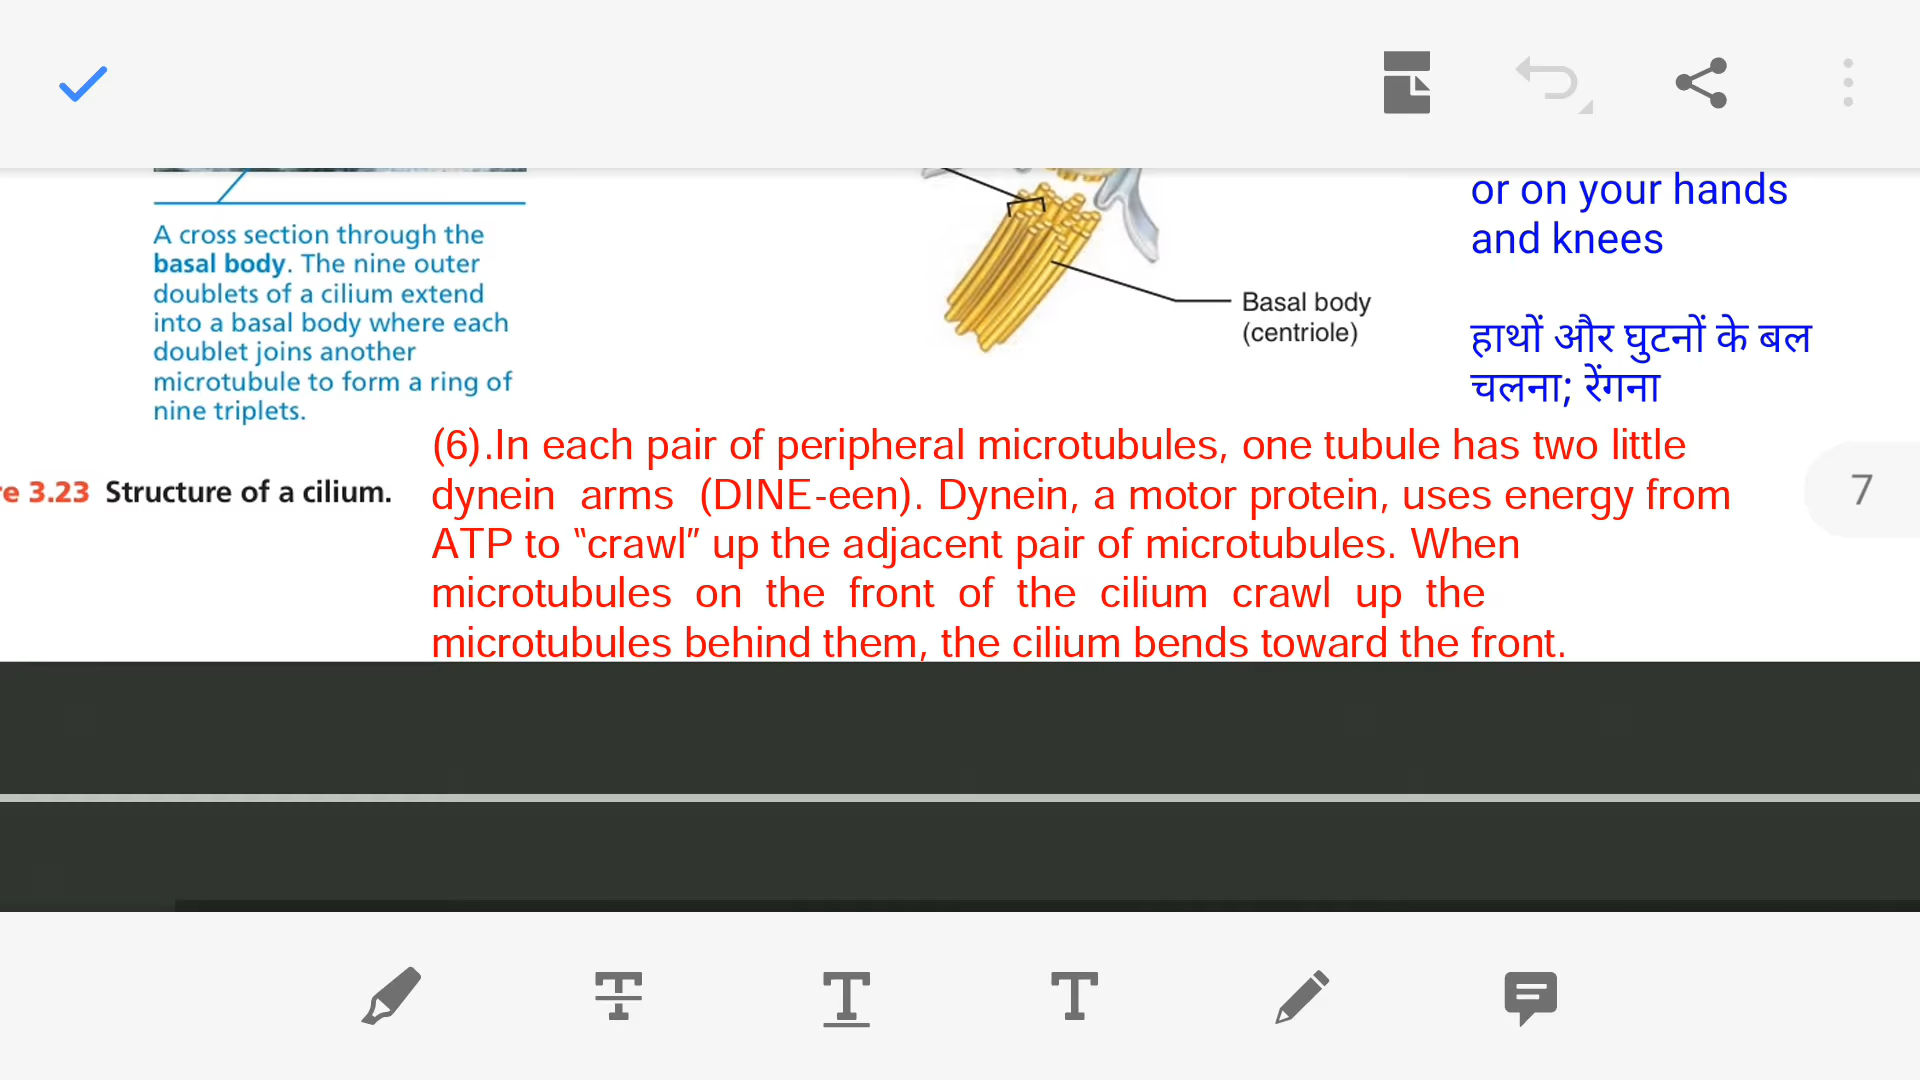 A cross section through the
basal body. The nine outer
doublets of a cilium extend
into a basal body where each
doublet joins another
microtubule to form a ring of
nine triplets.
Basal body
(centriole)
or on your hands
and knees
हाथों और घुटनों के बल
चलना; रेंगना
re 3.23 Structure of a cilium.
(6).In each pair of peripheral microtubules, one tubule has two little
dynein arms (DINE-een). Dynein, a motor protein, uses energy from
ATP to “crawl” up the adjacent pair of microtubules. When
microtubules on the front of the cilium crawl up the
microtubules behind them, the cilium bends toward the front.
7